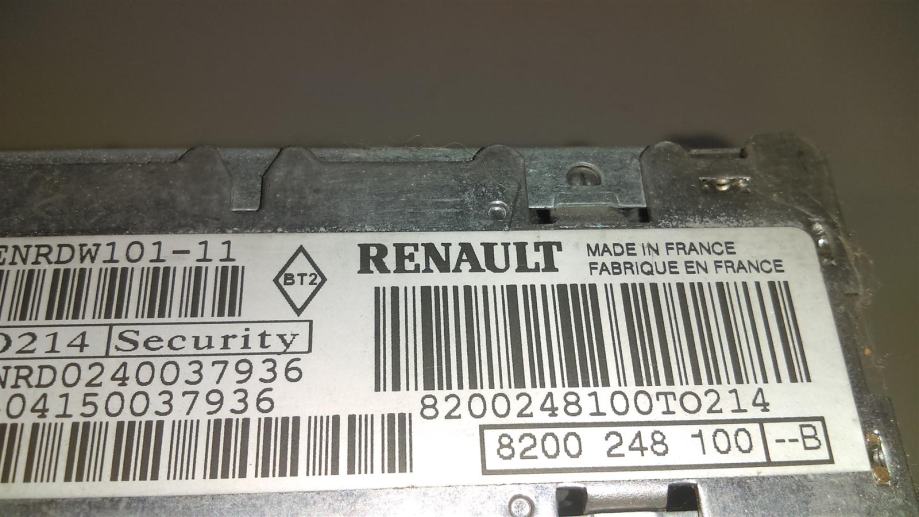 ENRDW101-11
BT2
RENAULT
MADE IN FRANCE
FABRIQUE EN FRANCE
O214 Security
NRD0240037936
04150037936
8200248100TO214
8200 248 100 --B